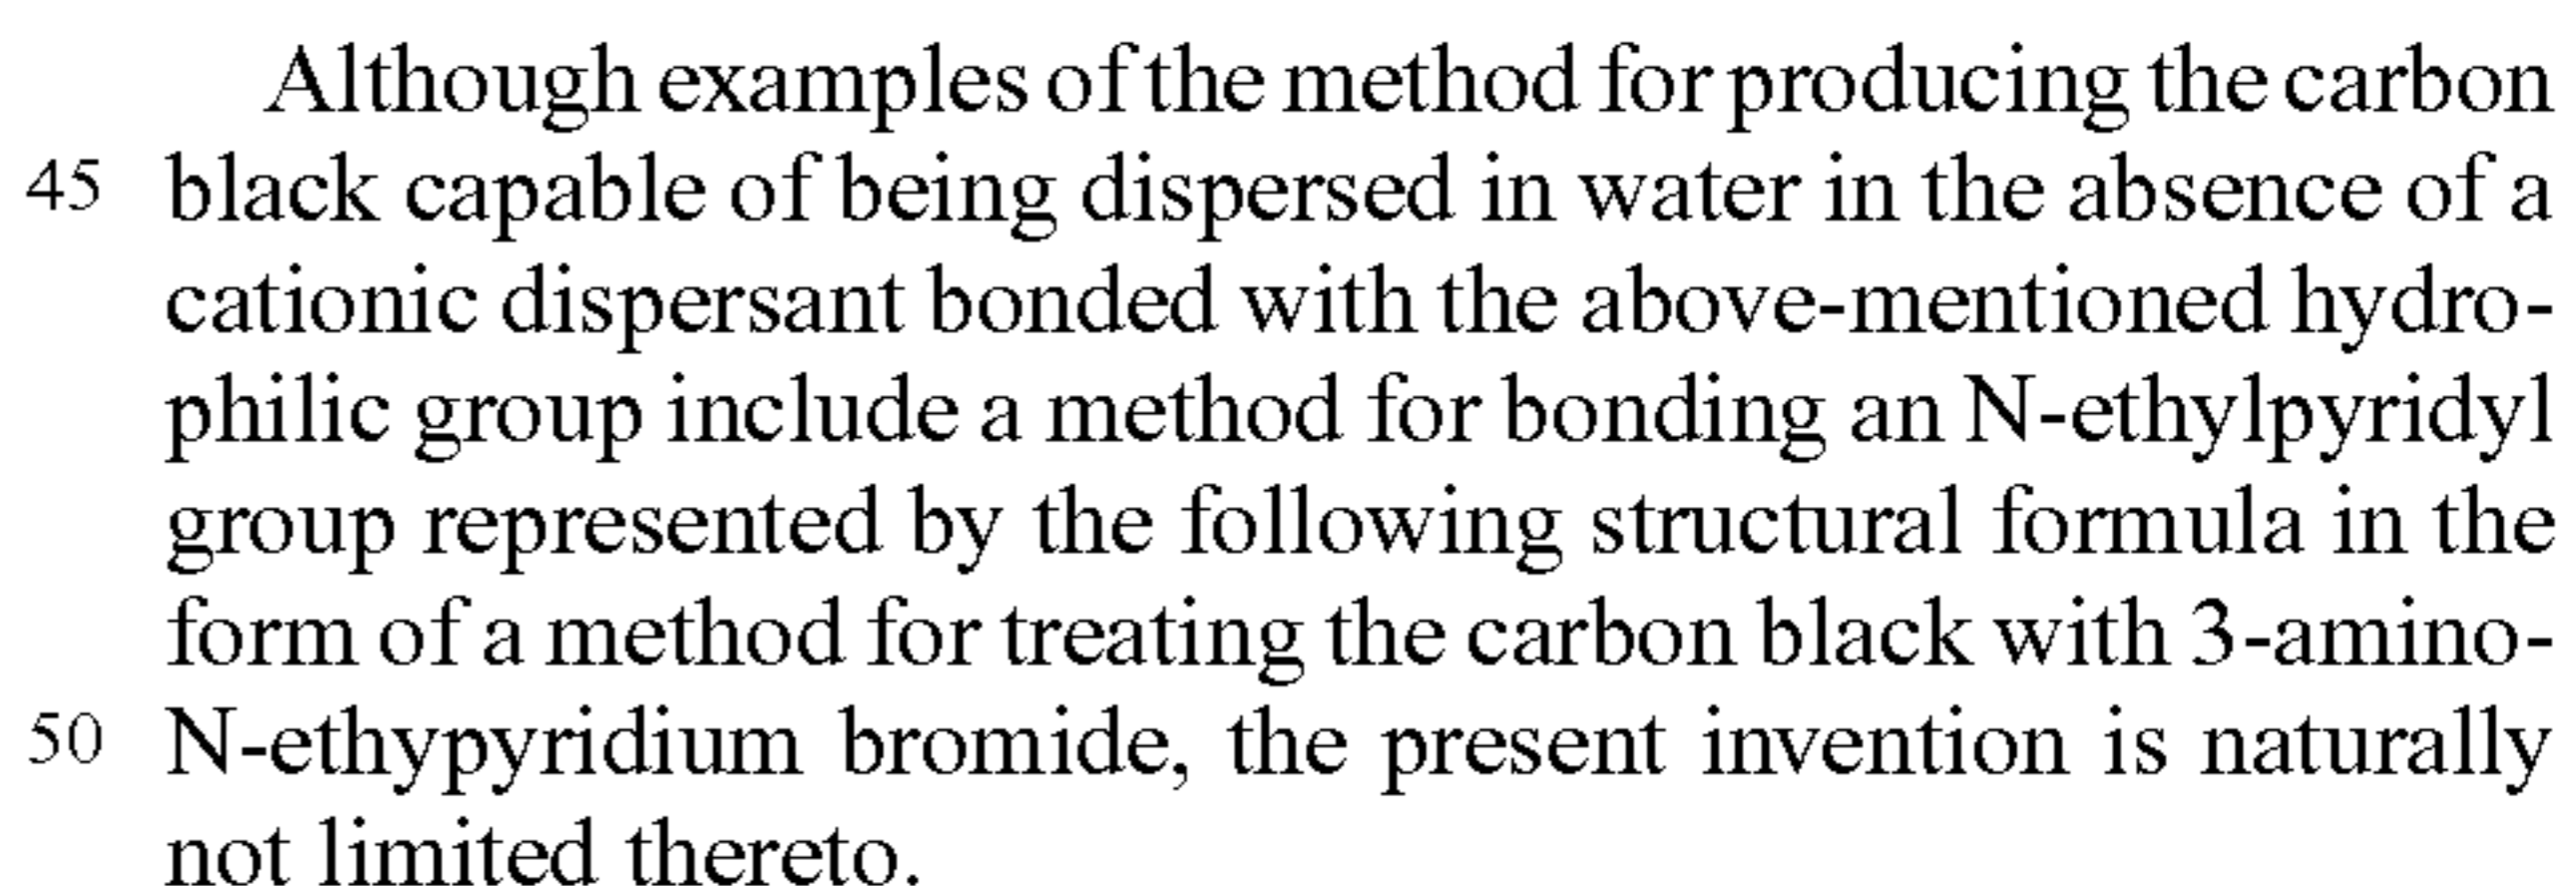 Although examples of the method for producing the carbon
45 black capable of being dispersed in water in the absence of a
cationic dispersant bonded with the above-mentioned hydro-
philic group include a method for bonding an N-ethylpyridyl
group represented by the following structural formula in the
form of a method for treating the carbon black with 3-amino-
50 N-ethypyridium bromide, the present invention is naturally
not limited thereto.